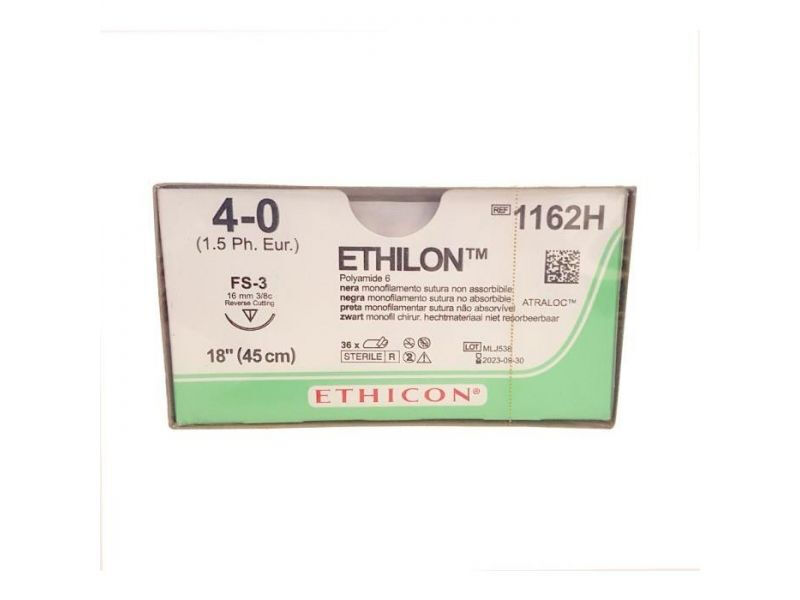 4-0
(1.5 Ph. Eur.)
FS-3
16 mm 3/8c
Reverse Cutting
18" (45 cm)
ETHILON™
Polyamide 6
nera monofilamento sutura non assorbibile
negra monofilamento sutura no absorbible
preta monofilamentar sutura não absorvível
zwart monofil chirur. hechtmateriaal niet resorbeerbaar
36 x
STERILE R
2
REF 1162H
ATRALOC™
LOT MLJ538
2023-09-30
ETHICON®